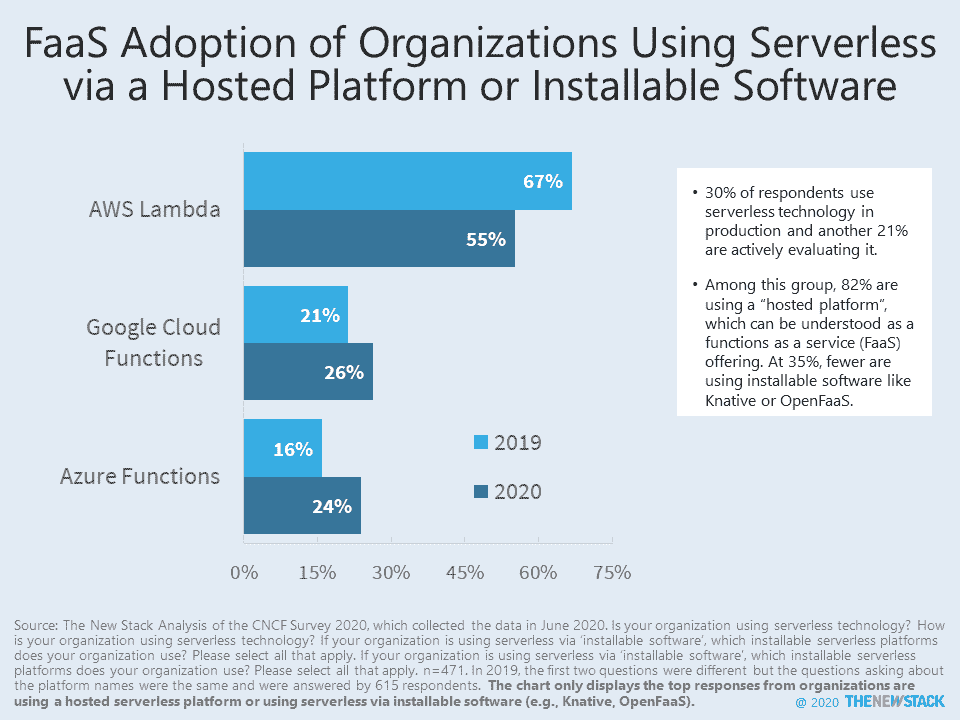 FaaS Adoption of Organizations Using Serverless
via a Hosted Platform or Installable Software
AWS Lambda
67%
55%
Google Cloud
Functions
21%
26%
Azure Functions
16%
24%
2019
2020
0%
15%
30%
45%
60%
75%
• 30% of respondents use
serverless technology in
production and another 21%
are actively evaluating it.
• Among this group, 82% are
using a “hosted platform”,
which can be understood as a
functions as a service (FaaS)
offering. At 35%, fewer are
using installable software like
Knative or OpenFaaS.
Source: The New Stack Analysis of the CNCF Survey 2020, which collected the data in June 2020. Is your organization using serverless technology? How
is your organization using serverless technology? If your organization is using serverless via ‘installable software’, which installable serverless platforms
does your organization use? Please select all that apply. If your organization is using serverless via ‘installable software’, which installable serverless
platforms does your organization use? Please select all that apply. n=471. In 2019, the first two questions were different but the questions asking about
the platform names were the same and were answered by 615 respondents. The chart only displays the top responses from organizations are
using a hosted serverless platform or using serverless via installable software (e.g., Knative, OpenFaaS).
@ 2020 THENEWSTACK